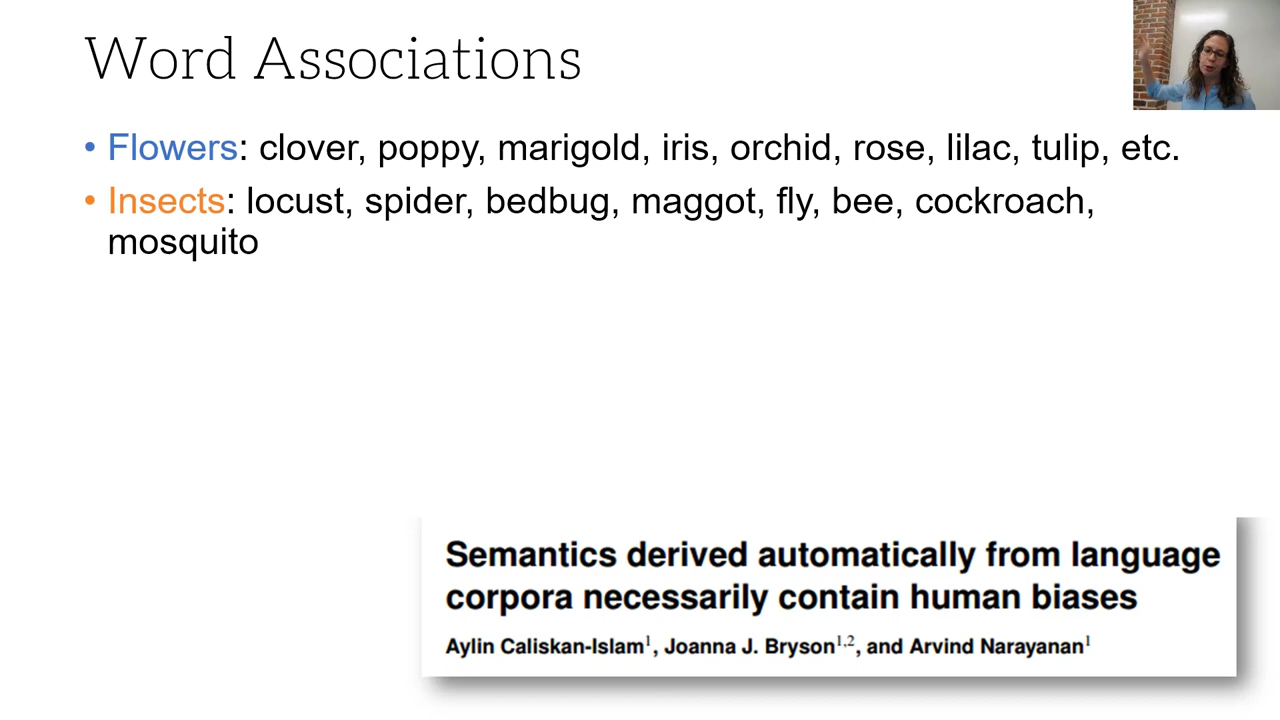 Word Associations
• Flowers: clover, poppy, marigold, iris, orchid, rose, lilac, tulip, etc.
• Insects: locust, spider, bedbug, maggot, fly, bee, cockroach,
mosquito
Semantics derived automatically from language
corpora necessarily contain human biases
Aylin Caliskan-Islam¹, Joanna J. Bryson¹,², and Arvind Narayanan¹